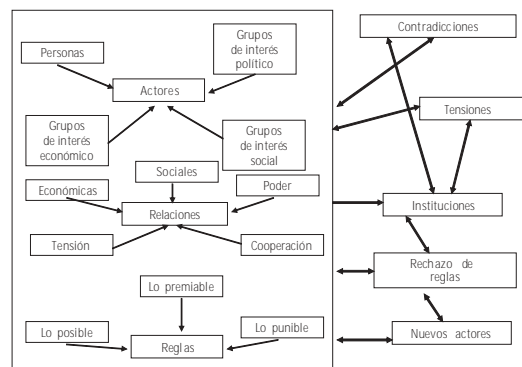 Personas
Grupos
de interés
político
Actores
Grupos
de interés
económico
Grupos
de interés
social
Sociales
Económicas
Poder
Relaciones
Tensión
Cooperación
Lo premiable
Lo posible
Lo punible
Reglas
Contradicciones
Tensiones
Instituciones
Rechazo de
reglas
Nuevos actores